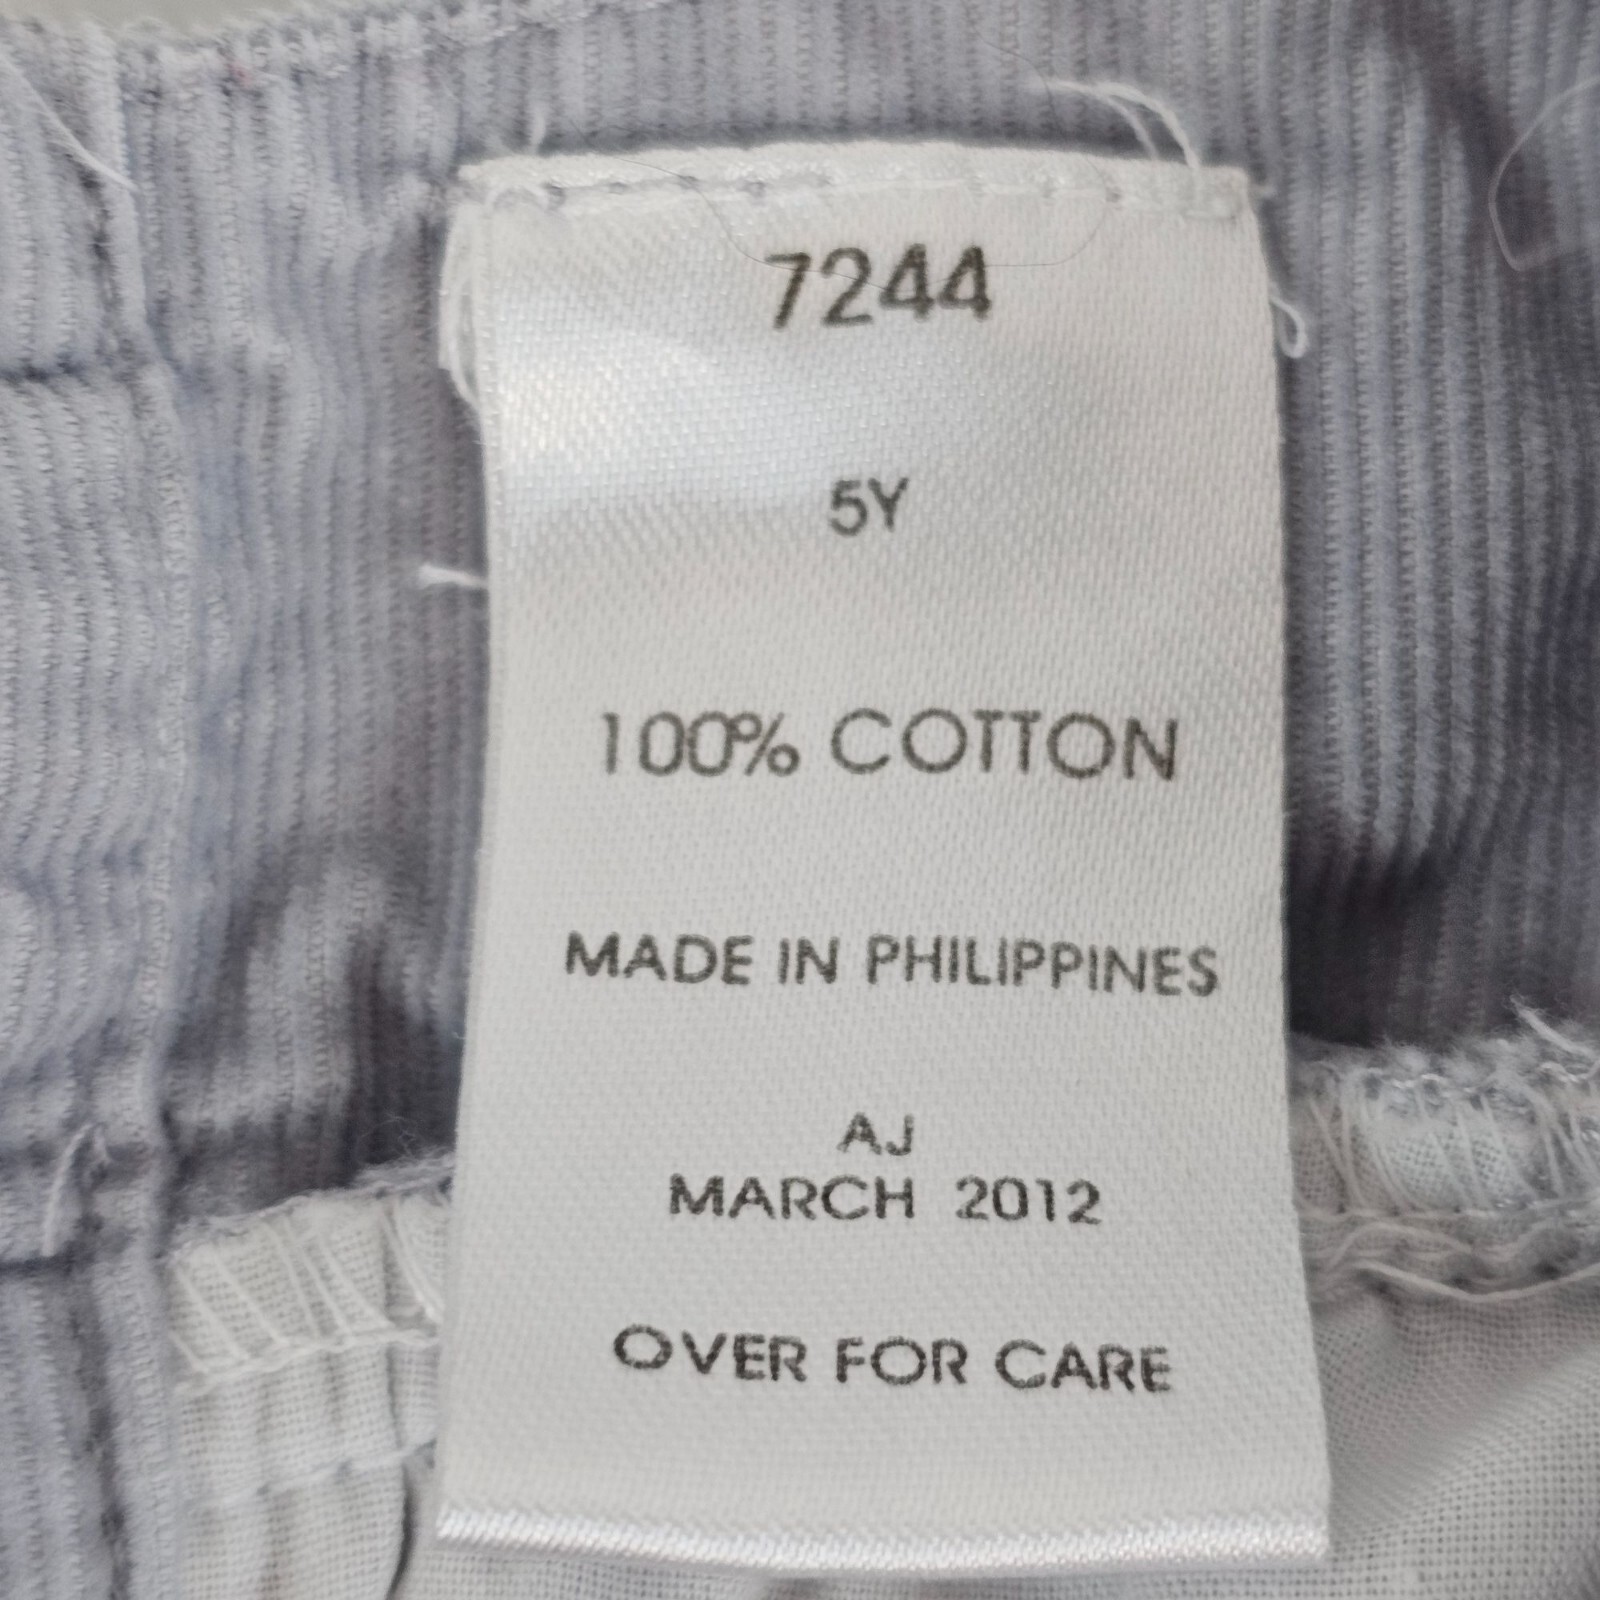 7244
5Y
100% COTTON
MADE IN PHILIPPINES
AJ
MARCH 2012
OVER FOR CARE